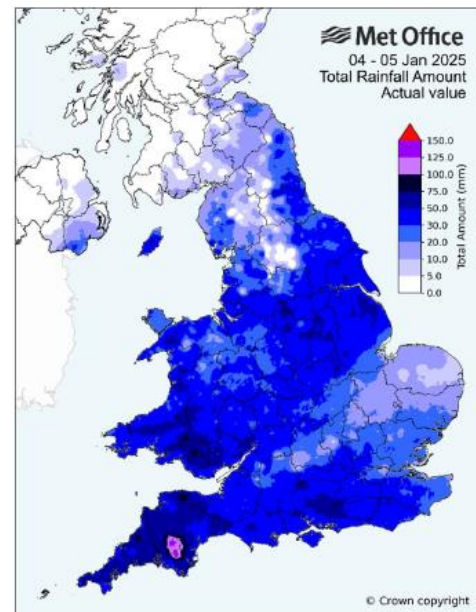 Met Office
04 - 05 Jan 2025
Total Rainfall Amount
Actual value
150.0
125.0
100.0
75.0
50.0
30.0
20.0
10.0
5.0
0.0
Total Amount (mm)
© Crown copyright